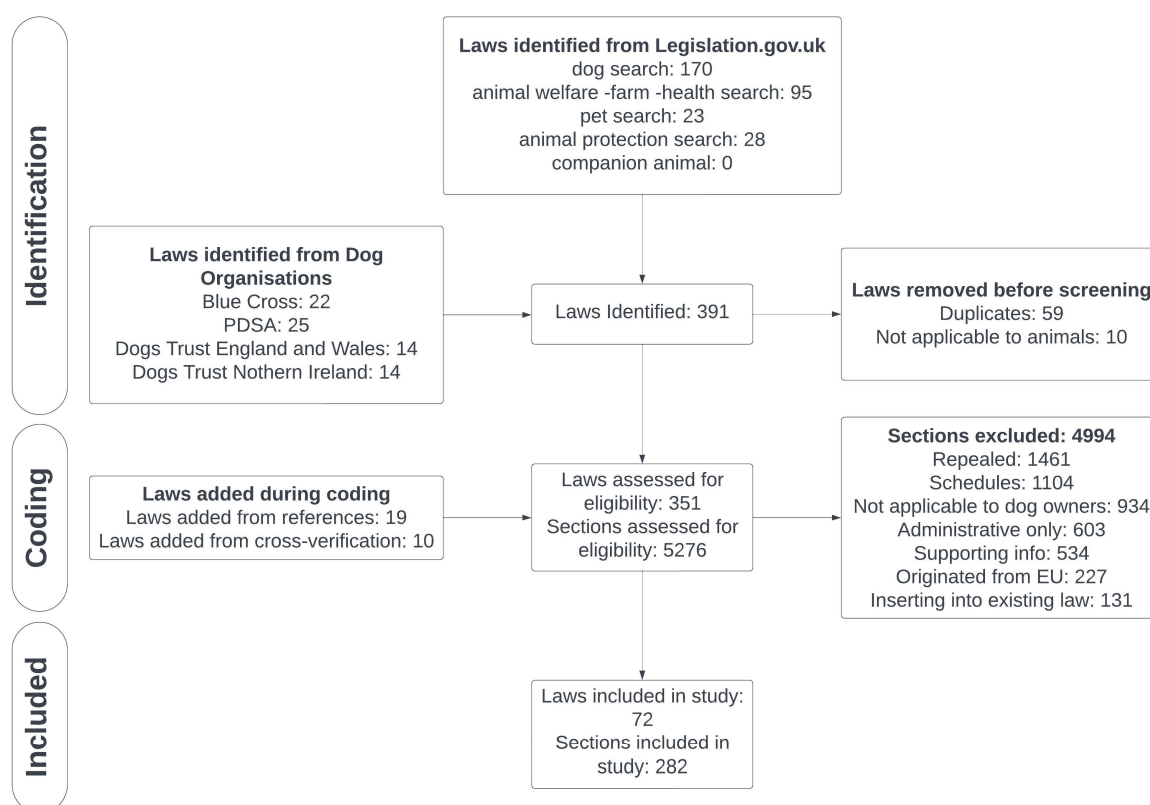 Identification
Laws identified from Legislation.gov.uk
dog search: 170
animal welfare -farm -health search: 95
pet search: 23
animal protection search: 28
companion animal: 0
Laws identified from Dog
Organisations
Blue Cross: 22
PDSA: 25
Dogs Trust England and Wales: 14
Dogs Trust Nothern Ireland: 14
Laws Identified: 391
Laws removed before screening
Duplicates: 59
Not applicable to animals: 10
Coding
Laws added during coding
Laws added from references: 19
Laws added from cross-verification: 10
Laws assessed for
eligibility: 351
Sections assessed for
eligibility: 5276
Sections excluded: 4994
Repealed: 1461
Schedules: 1104
Not applicable to dog owners: 934
Administrative only: 603
Supporting info: 534
Originated from EU: 227
Inserting into existing law: 131
Included
Laws included in study:
72
Sections included in
study: 282